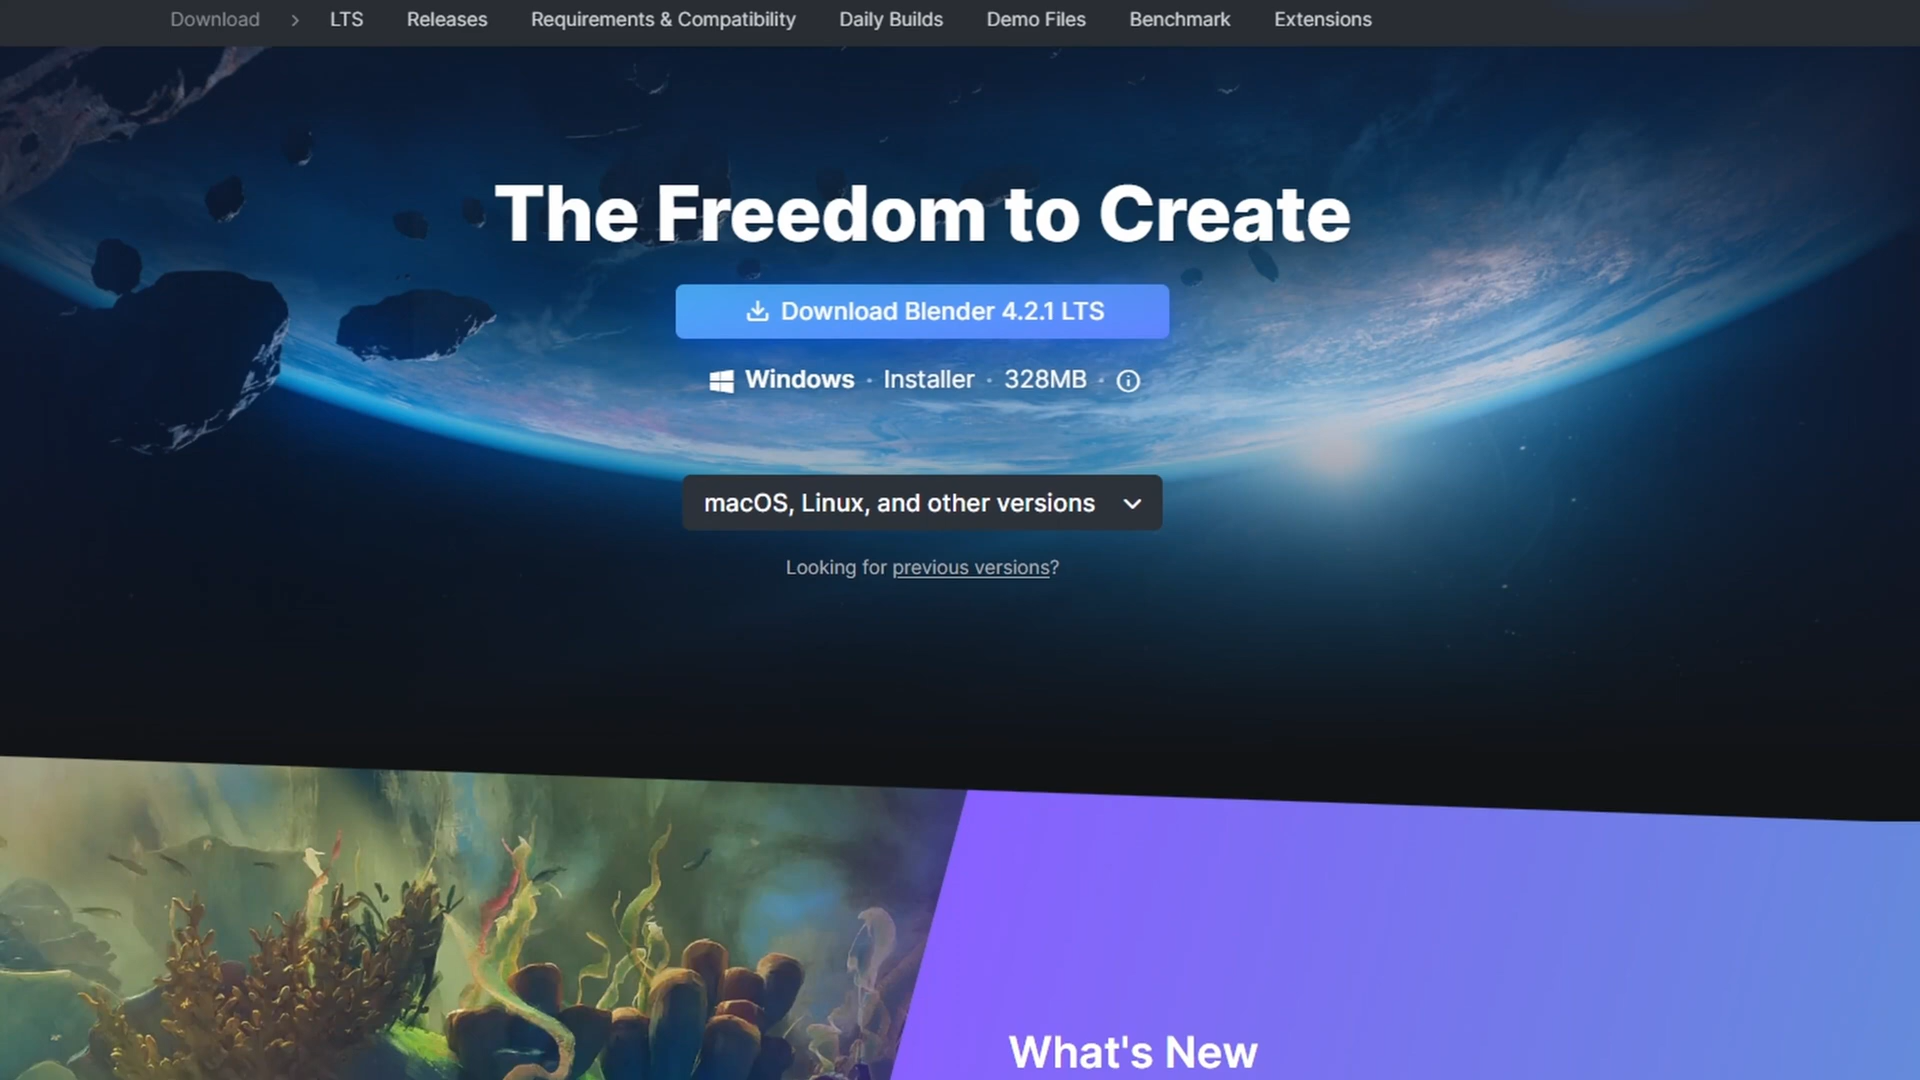 Download > LTS Releases Requirements & Compatibility Daily Builds Demo Files Benchmark Extensions
The Freedom to Create
Download Blender 4.2.1 LTS
Windows · Installer · 328MB ·
macOS, Linux, and other versions
Looking for previous versions?
What's New